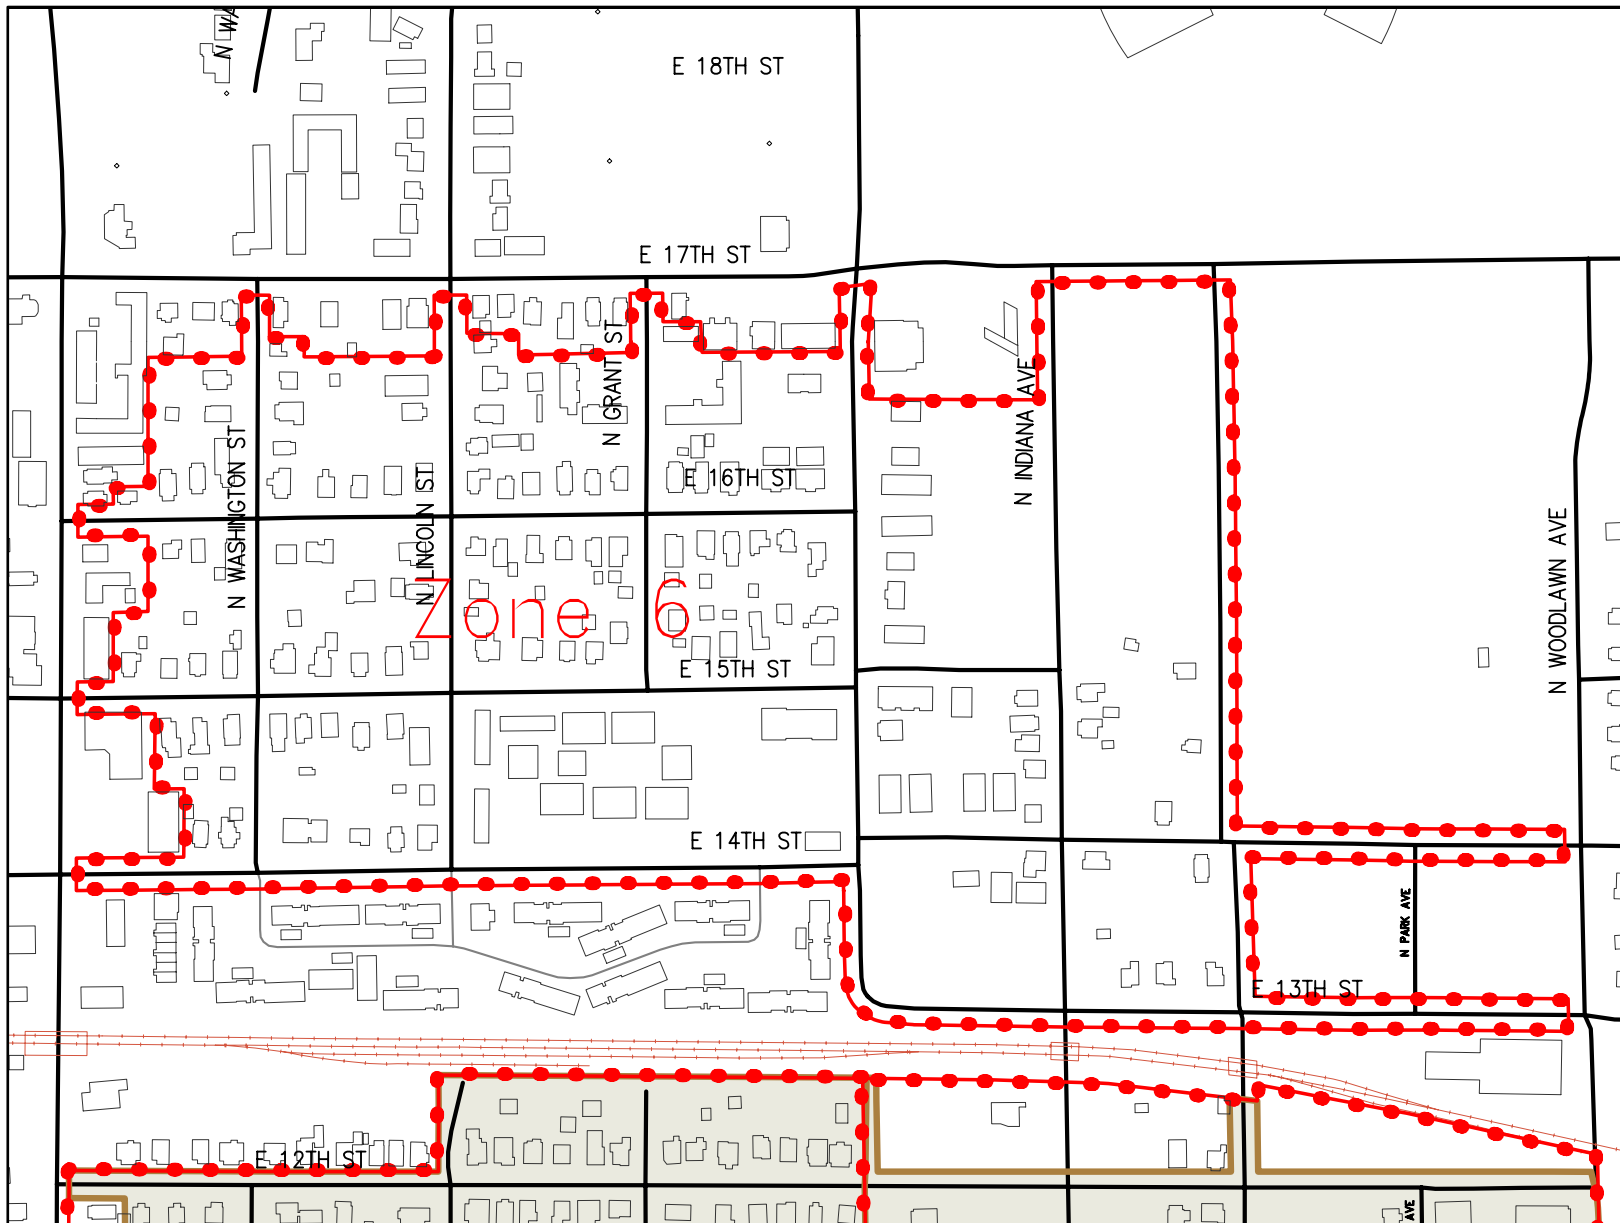 N WA
E 18TH ST
E 17TH ST
N GRANT ST
N INDIANA AVE
N WASHINGTON ST
N LINCOLN ST
E 16TH ST
N WOODLAWN AVE
Zone 6
E 15TH ST
E 14TH ST
N PARK AVE
E 13TH ST
E 12TH ST
AVE